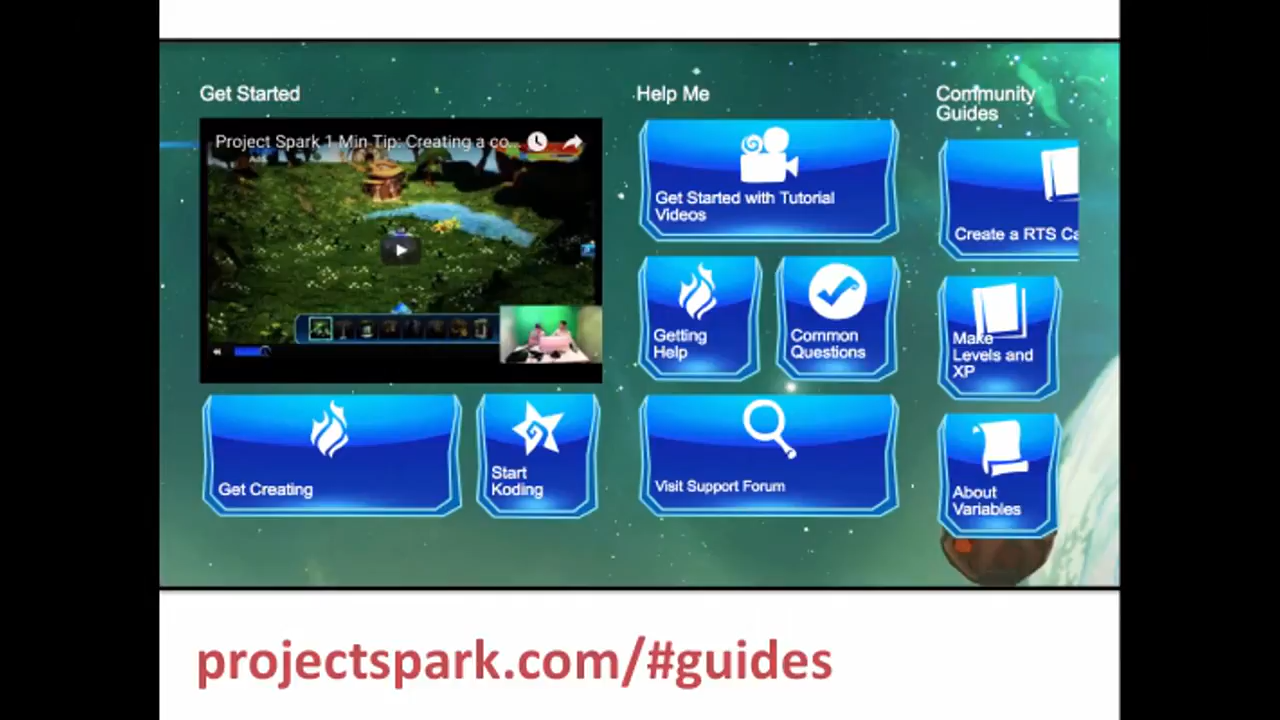 Get Started
Project Spark 1 Min Tip: Creating a co...
Get Creating
Start
Koding
Help Me
Get Started with Tutorial
Videos
Getting
Help
Common
Questions
Visit Support Forum
Community
Guides
Create a RTS Ca
Make
Levels and
XP
About
Variables
projectspark.com/#guides